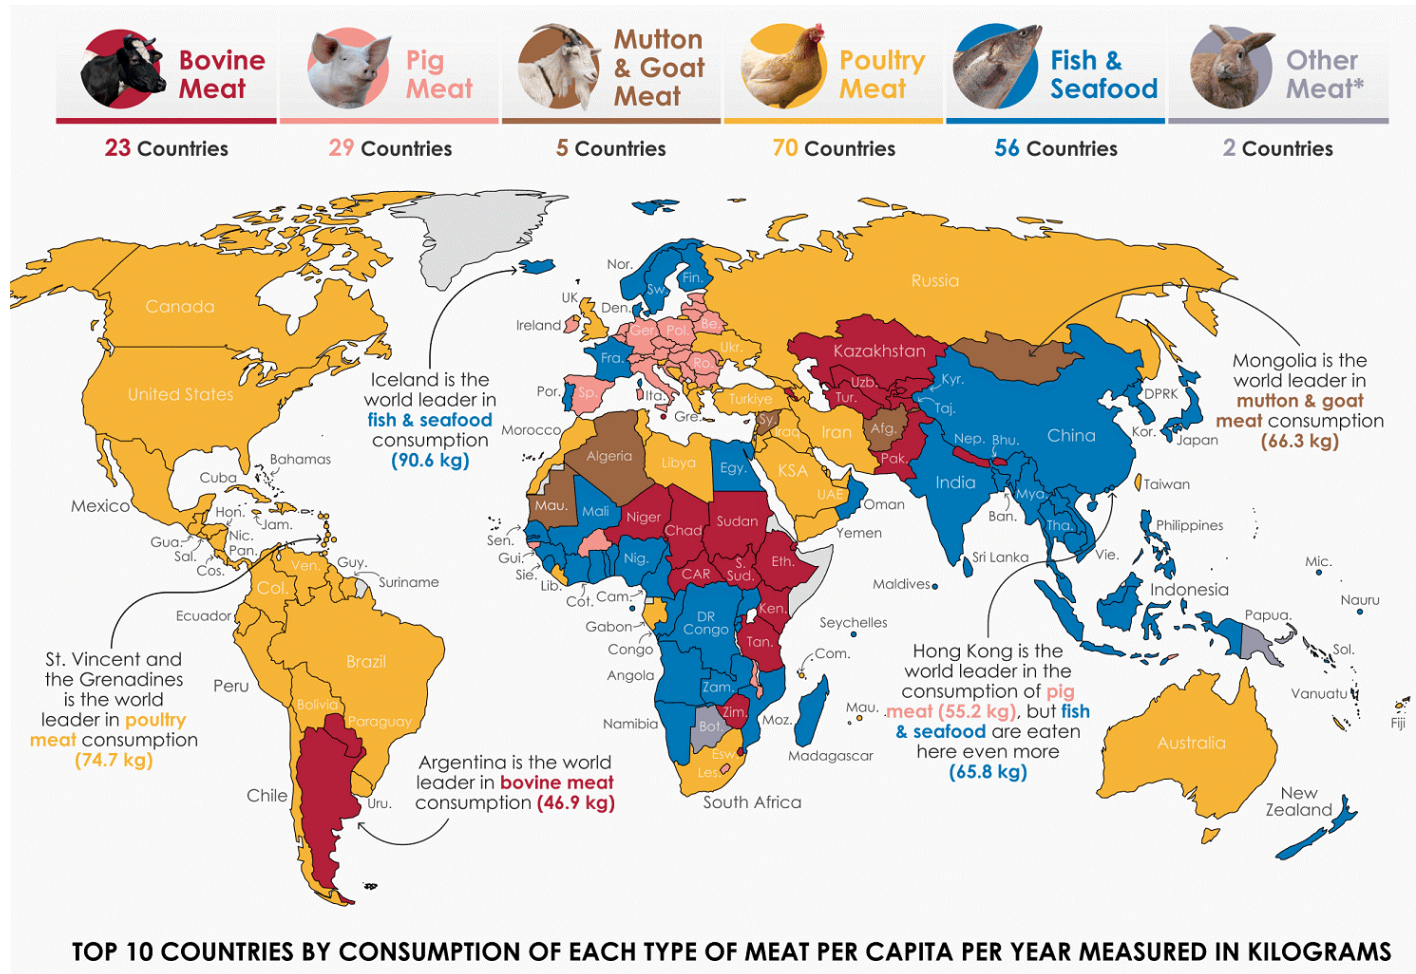 Bovine
Meat
Pig
Meat
Mutton
& Goat
Meat
Poultry
Meat
Fish &
Seafood
Other
Meat*
23 Countries
29 Countries
5 Countries
70 Countries
56 Countries
2 Countries
Canada
United States
Mexico
Bahamas
Cuba
Hon.
Jam.
Nic.
Gua.
Pan.
Sal.
Cos.
Ven.
Guy.
Suriname
Col.
Ecuador
Brazil
Peru
Bolivia
Paraguay
Chile
Uru.
Iceland is the
world leader in
fish & seafood
consumption
(90.6 kg)
St. Vincent and
the Grenadines
is the world
leader in poultry
meat consumption
(74.7 kg)
Argentina is the world
leader in bovine meat
consumption (46.9 kg)
Nor.
Sw.
Fin.
UK
Den.
Ireland
Ger.
Pol.
Be.
Ukr.
Fra.
Ro.
Por.
Sp.
Ita.
Gre.
Turkiye
Russia
Kazakhstan
Uzb.
Tur.
Kyr.
Taj.
Sy.
Iraq
Iran
Afg.
Pak.
KSA
UAE
Oman
Yemen
Nep.
Bhu.
India
China
DPRK
Kor.
Japan
Taiwan
Ban.
Mya.
Tha.
Vie.
Philippines
Sri Lanka
Maldives
Indonesia
Mongolia is the
world leader in
mutton & goat
meat consumption
(66.3 kg)
Morocco
Algeria
Libya
Egy.
Mau.
Mali
Niger
Chad
Sudan
Sen.
Gui.
Sie.
Lib.
Cot.
Nig.
Cam.
CAR
S.
Sud.
Eth.
Gabon
Congo
DR
Congo
Ken.
Tan.
Angola
Zam.
Namibia
Bot.
Zim.
Moz.
Esw.
Les.
South Africa
Madagascar
Seychelles
Com.
Mau.
Hong Kong is the
world leader in the
consumption of pig
meat (55.2 kg), but fish
& seafood are eaten
here even more
(65.8 kg)
Mic.
Nauru
Papua.
Sol.
Vanuatu
Fiji
Australia
New
Zealand
TOP 10 COUNTRIES BY CONSUMPTION OF EACH TYPE OF MEAT PER CAPITA PER YEAR MEASURED IN KILOGRAMS